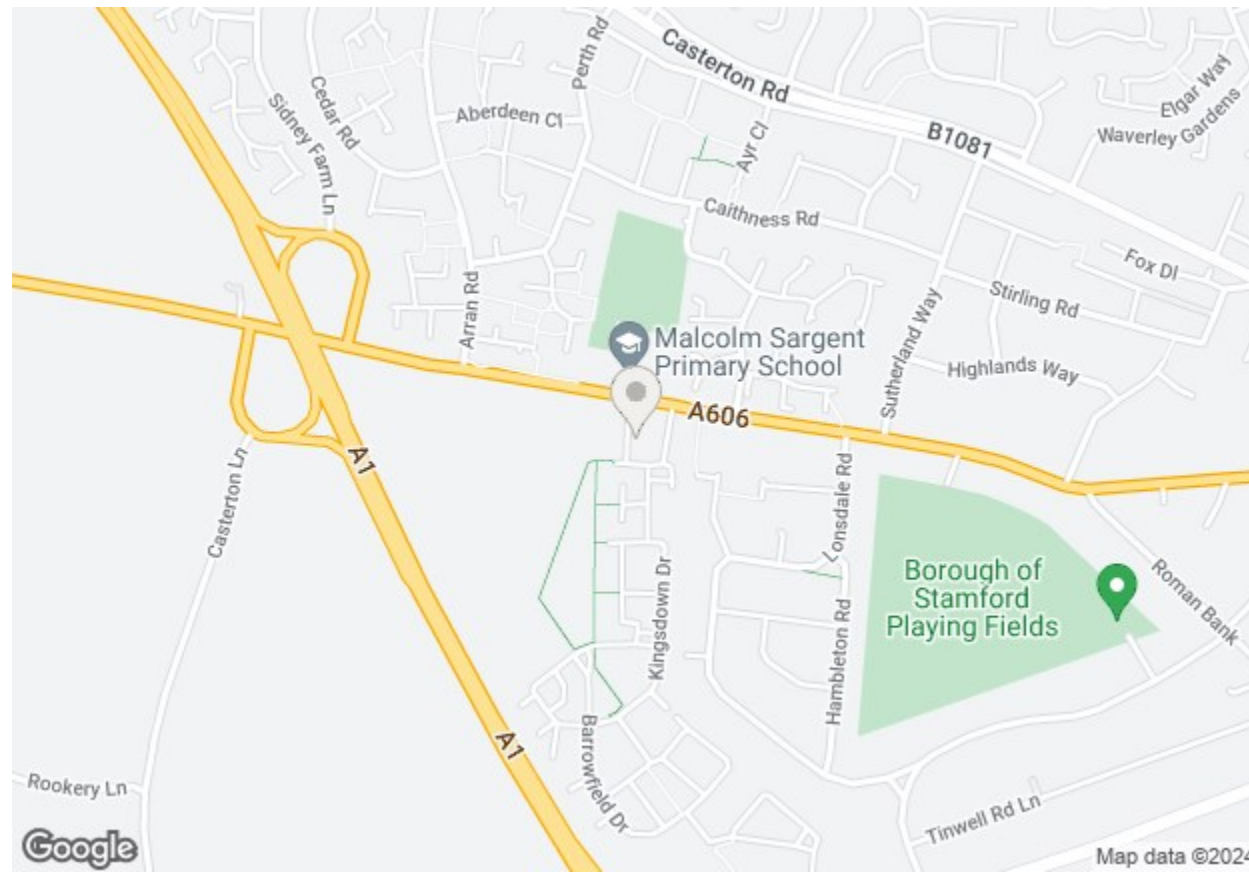 Casterton Rd
B1081
Elgar Way
Waverley Gardens
Perth Rd
Cedar Rd
Sidney Farm Ln
Aberdeen Cl
Ayr Cl
Caithness Rd
Fox Dl
Stirling Rd
Sutherland Way
Highlands Way
Arran Rd
Malcolm Sargent
Primary School
A606
A1
Casterton Ln
Lonsdale Rd
Kingsdown Dr
Borough of
Stamford
Playing Fields
Roman Bank
Hambleton Rd
Barrowfield Dr
A1
Rookery Ln
Tinwell Rd Ln
Google
Map data ©2024